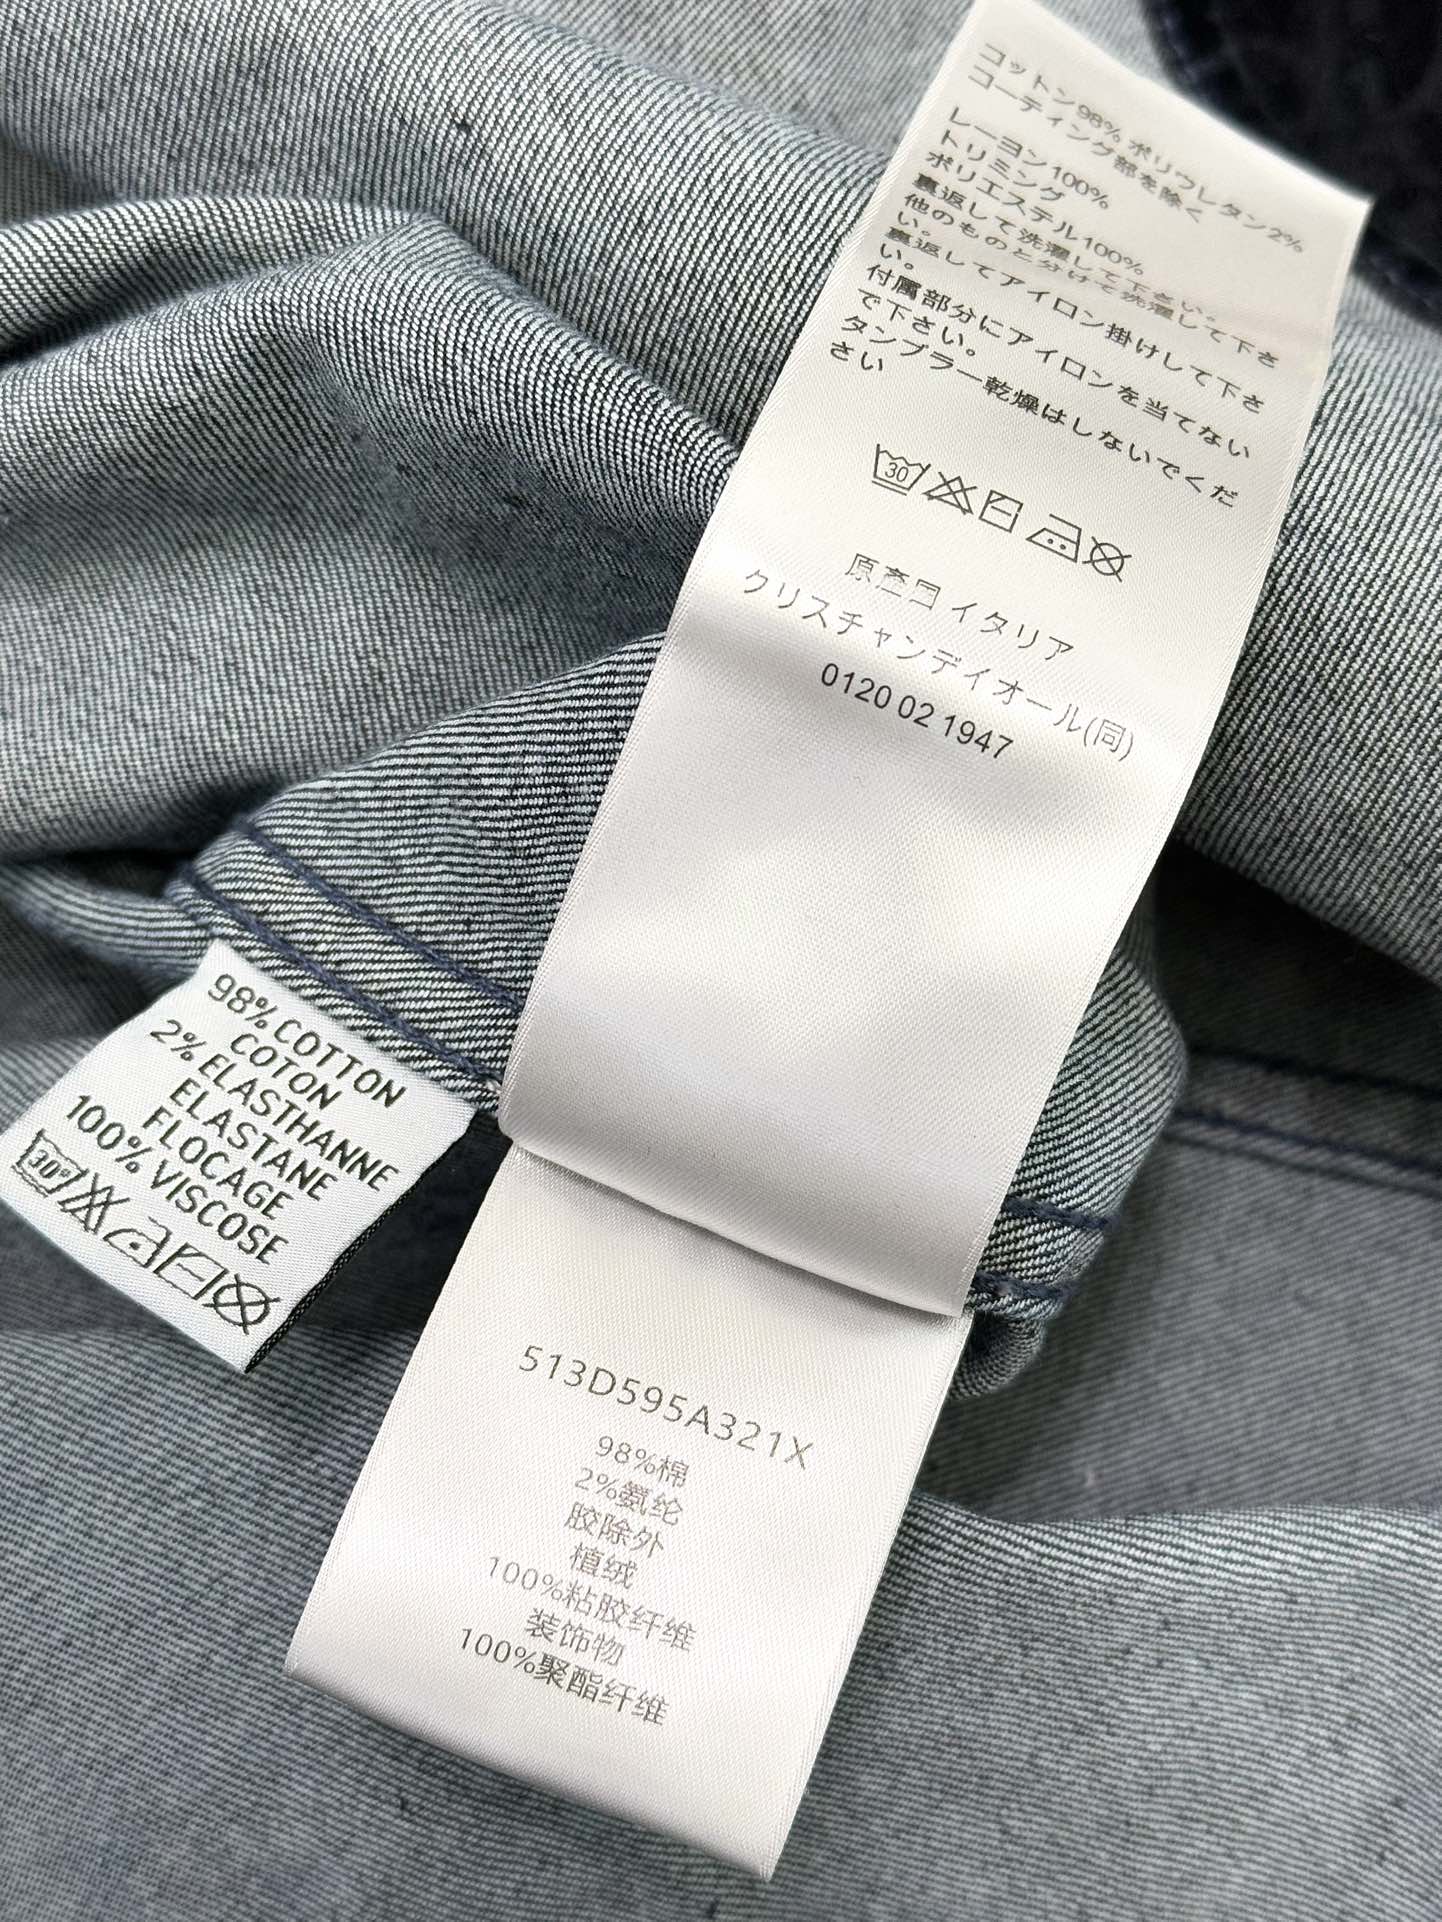 コットン98% ポリウレタン2%
コーティング部を除く
レーヨン100%
トリミング
ポリエステル100%
裏返して洗濯して下さい。
他のものと分けて洗濯して下さ
い。
裏返してアイロン掛けして下さ
い。
付属部分にアイロンを当てない
で下さい。
タンブラー乾燥はしないでくだ
さい
30
原産国 イタリア
クリスチャンディオール(同)
0120 02 1947
98% COTTON
COTON
2% ELASTHANNE
ELASTANE
FLOCAGE
100% VISCOSE
30°
513D595A321X
98%棉
2%氨纶
胶除外
植绒
100%粘胶纤维
装饰物
100%聚酯纤维